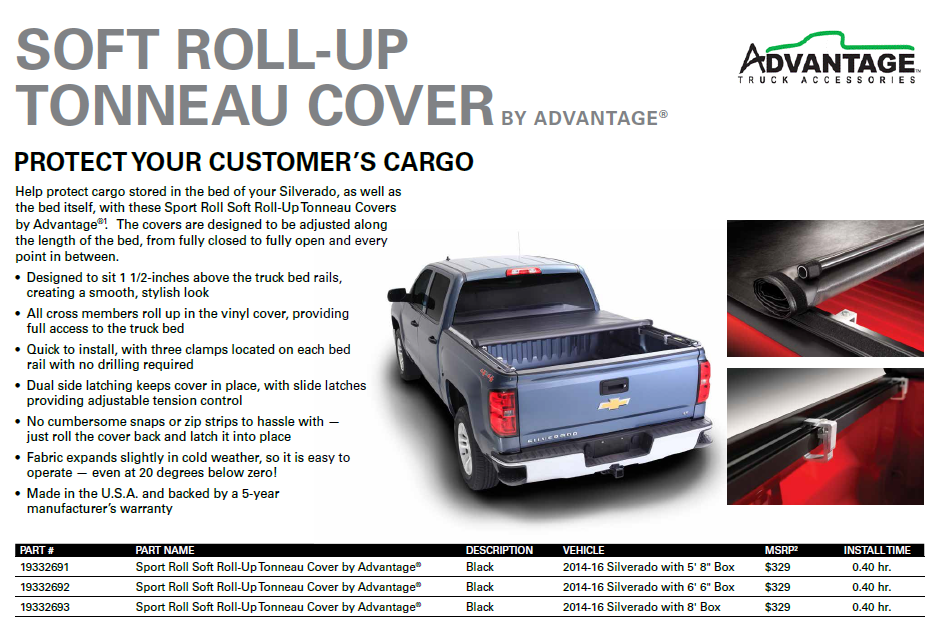 SOFT ROLL-UP
TONNEAU COVER BY ADVANTAGE®
ADVANTAGE™
TRUCK ACCESSORIES
PROTECT YOUR CUSTOMER'S CARGO
Help protect cargo stored in the bed of your Silverado, as well as
the bed itself, with these Sport Roll Soft Roll-Up Tonneau Covers
by Advantage®¹. The covers are designed to be adjusted along
the length of the bed, from fully closed to fully open and every
point in between.
• Designed to sit 1 1/2-inches above the truck bed rails,
creating a smooth, stylish look
• All cross members roll up in the vinyl cover, providing
full access to the truck bed
• Quick to install, with three clamps located on each bed
rail with no drilling required
• Dual side latching keeps cover in place, with slide latches
providing adjustable tension control
• No cumbersome snaps or zip strips to hassle with —
just roll the cover back and latch it into place
• Fabric expands slightly in cold weather, so it is easy to
operate — even at 20 degrees below zero!
• Made in the U.S.A. and backed by a 5-year
manufacturer's warranty
4x4
SILVERADO
PART # PART NAME DESCRIPTION VEHICLE MSRP² INSTALL TIME
19332691 Sport Roll Soft Roll-Up Tonneau Cover by Advantage® Black 2014-16 Silverado with 5' 8" Box $329 0.40 hr.
19332692 Sport Roll Soft Roll-Up Tonneau Cover by Advantage® Black 2014-16 Silverado with 6' 6" Box $329 0.40 hr.
19332693 Sport Roll Soft Roll-Up Tonneau Cover by Advantage® Black 2014-16 Silverado with 8' Box $329 0.40 hr.